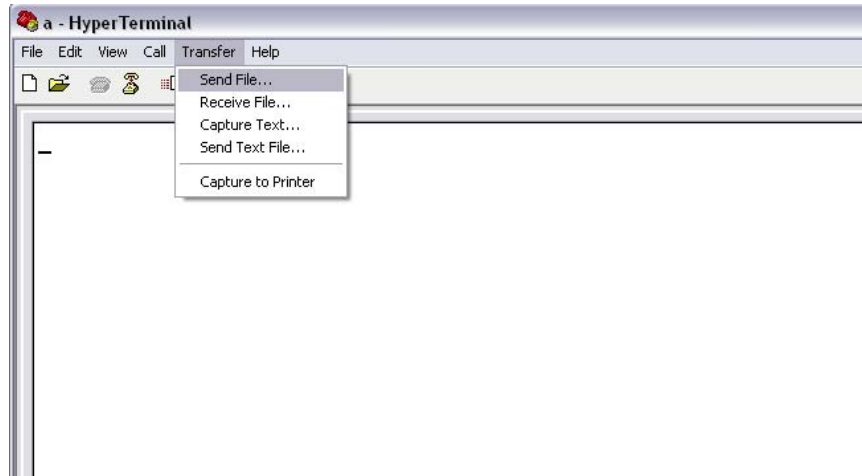 a - HyperTerminal
File Edit View Call Transfer Help
Send File...
Receive File...
Capture Text...
Send Text File...
Capture to Printer